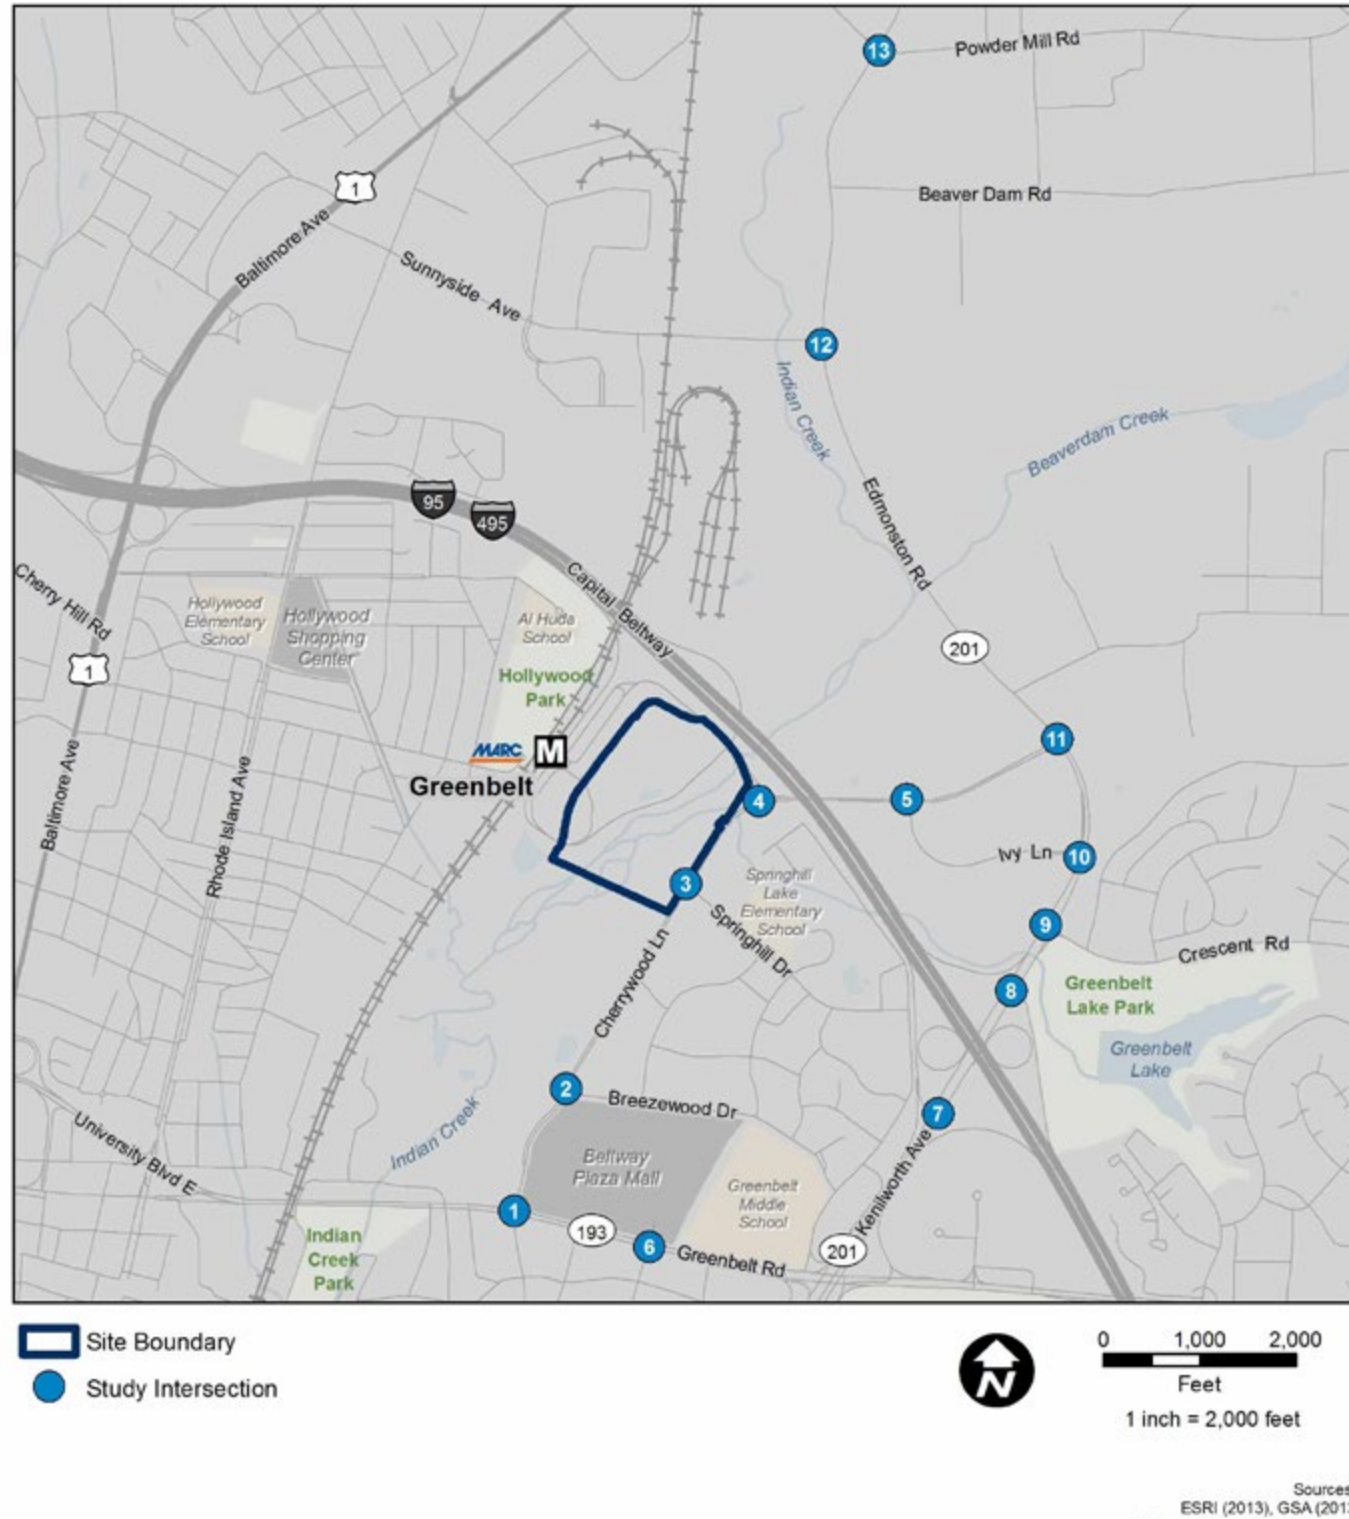 13
Powder Mill Rd
1
Beaver Dam Rd
Baltimore Ave
Sunnyside Ave
12
Indian Creek
Beaverdam Creek
95
495
Edmonston Rd
Capital Beltway
Cherry Hill Rd
Hollywood
Elementary
School
Hollywood
Shopping
Center
Al Huda
School
201
1
Hollywood
Park
11
MARC
M
Greenbelt
4
5
Baltimore Ave
Rhode Island Ave
Ivy Ln
10
3
Springhill
Lake
Elementary
School
9
Springhill Dr
Crescent Rd
Cherrywood Ln
8
Greenbelt
Lake Park
Greenbelt
Lake
2
Breezewood Dr
7
University Blvd E
Indian Creek
Beltway
Plaza Mall
Greenbelt
Middle
School
Kenilworth Ave
1
193
6
Greenbelt Rd
201
Indian
Creek
Park
Site Boundary
Study Intersection
N
0 1,000 2,000
Feet
1 inch = 2,000 feet
Sources
ESRI (2013), GSA (2013